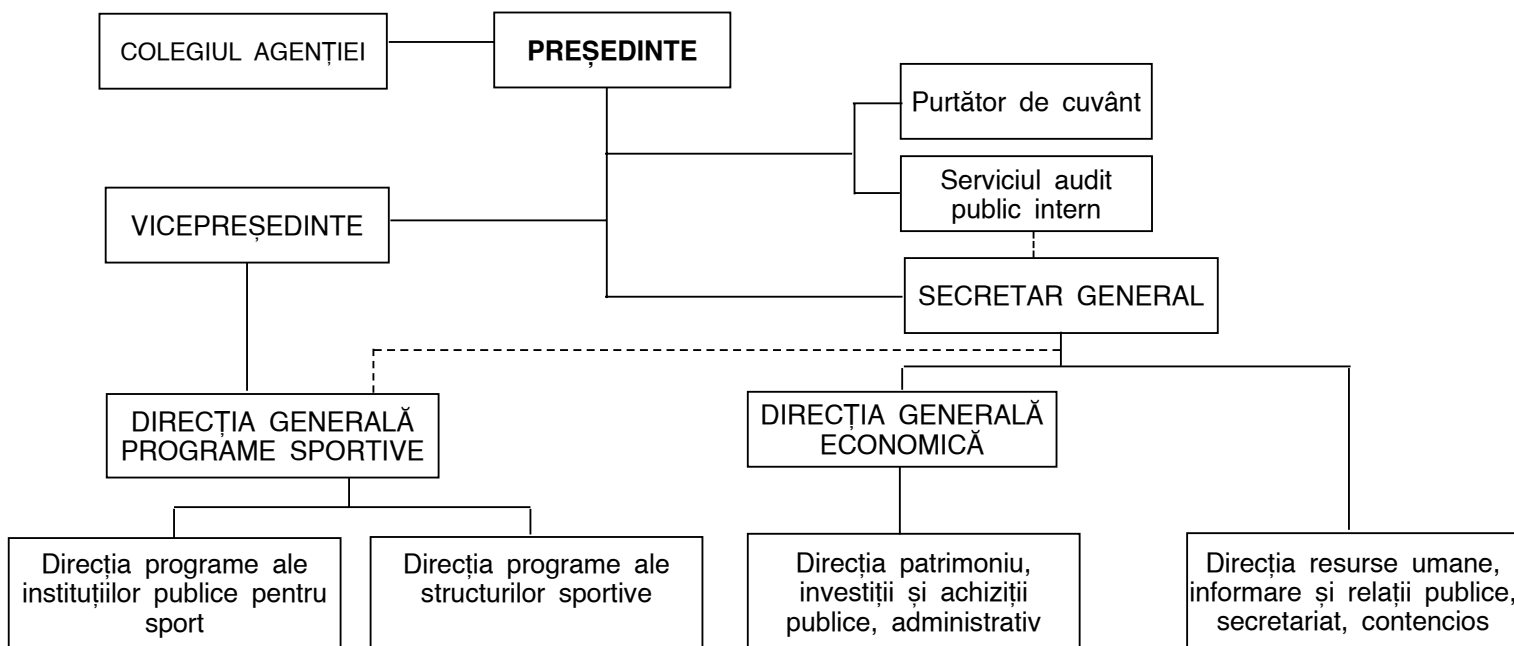 COLEGIUL AGENȚIEI
PREȘEDINTE
Purtător de cuvânt
Serviciul audit
public intern
VICEPREȘEDINTE
SECRETAR GENERAL
DIRECȚIA GENERALĂ
PROGRAME SPORTIVE
DIRECȚIA GENERALĂ
ECONOMICĂ
Direcția programe ale
instituțiilor publice pentru
sport
Direcția programe ale
structurilor sportive
Direcția patrimoniu,
investiții și achiziții
publice, administrativ
Direcția resurse umane,
informare și relații publice,
secretariat, contencios